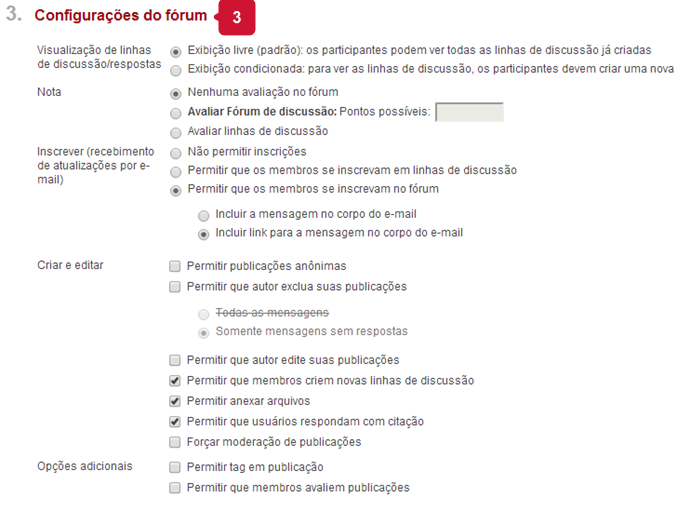 3. Configurações do fórum 3
Visualização de linhas de discussão/respostas
Exibição livre (padrão): os participantes podem ver todas as linhas de discussão já criadas
Exibição condicionada: para ver as linhas de discussão, os participantes devem criar uma nova
Nota
Nenhuma avaliação no fórum
Avaliar Fórum de discussão: Pontos possíveis:
Avaliar linhas de discussão
Inscrever (recebimento de atualizações por e-mail)
Não permitir inscrições
Permitir que os membros se inscrevam em linhas de discussão
Permitir que os membros se inscrevam no fórum
Incluir a mensagem no corpo do e-mail
Incluir link para a mensagem no corpo do e-mail
Criar e editar
Permitir publicações anônimas
Permitir que autor exclua suas publicações
Todas as mensagens
Somente mensagens sem respostas
Permitir que autor edite suas publicações
Permitir que membros criem novas linhas de discussão
Permitir anexar arquivos
Permitir que usuários respondam com citação
Forçar moderação de publicações
Opções adicionais
Permitir tag em publicação
Permitir que membros avaliem publicações